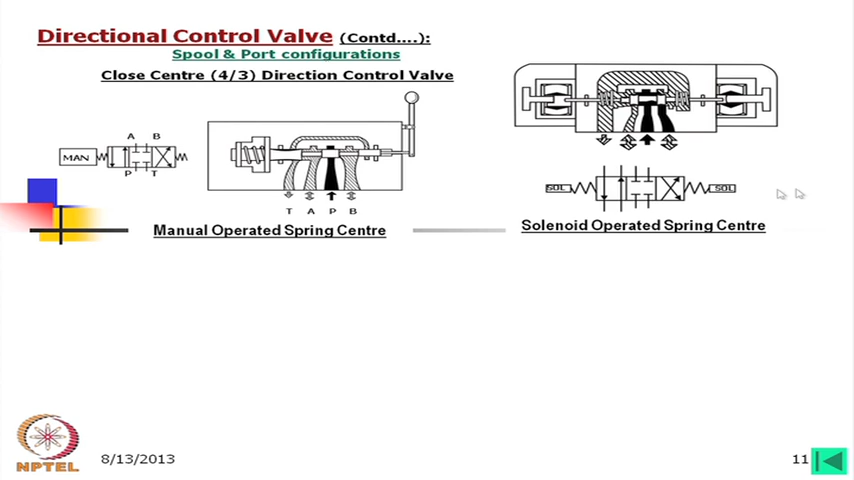 Directional Control Valve (Contd....):
Spool & Port configurations
Close Centre (4/3) Direction Control Valve
A B
MAN
P T
T A P B
Manual Operated Spring Centre
SOL SOL
Solenoid Operated Spring Centre
NPTEL
8/13/2013
11